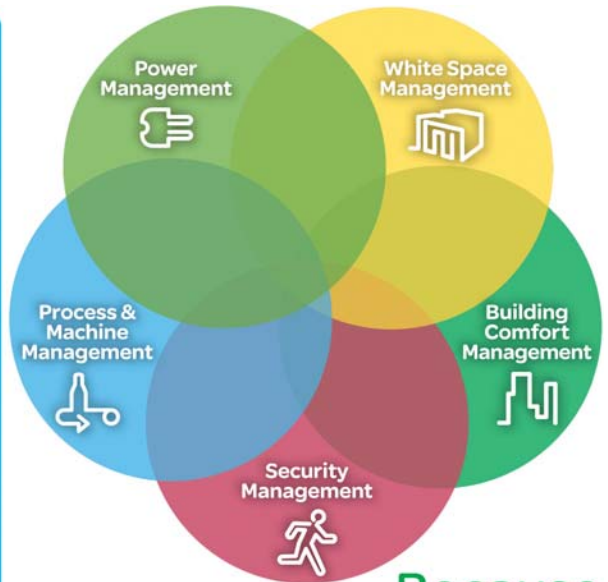 Power
Management
White Space
Management
Process &
Machine
Management
Building
Comfort
Management
Security
Management